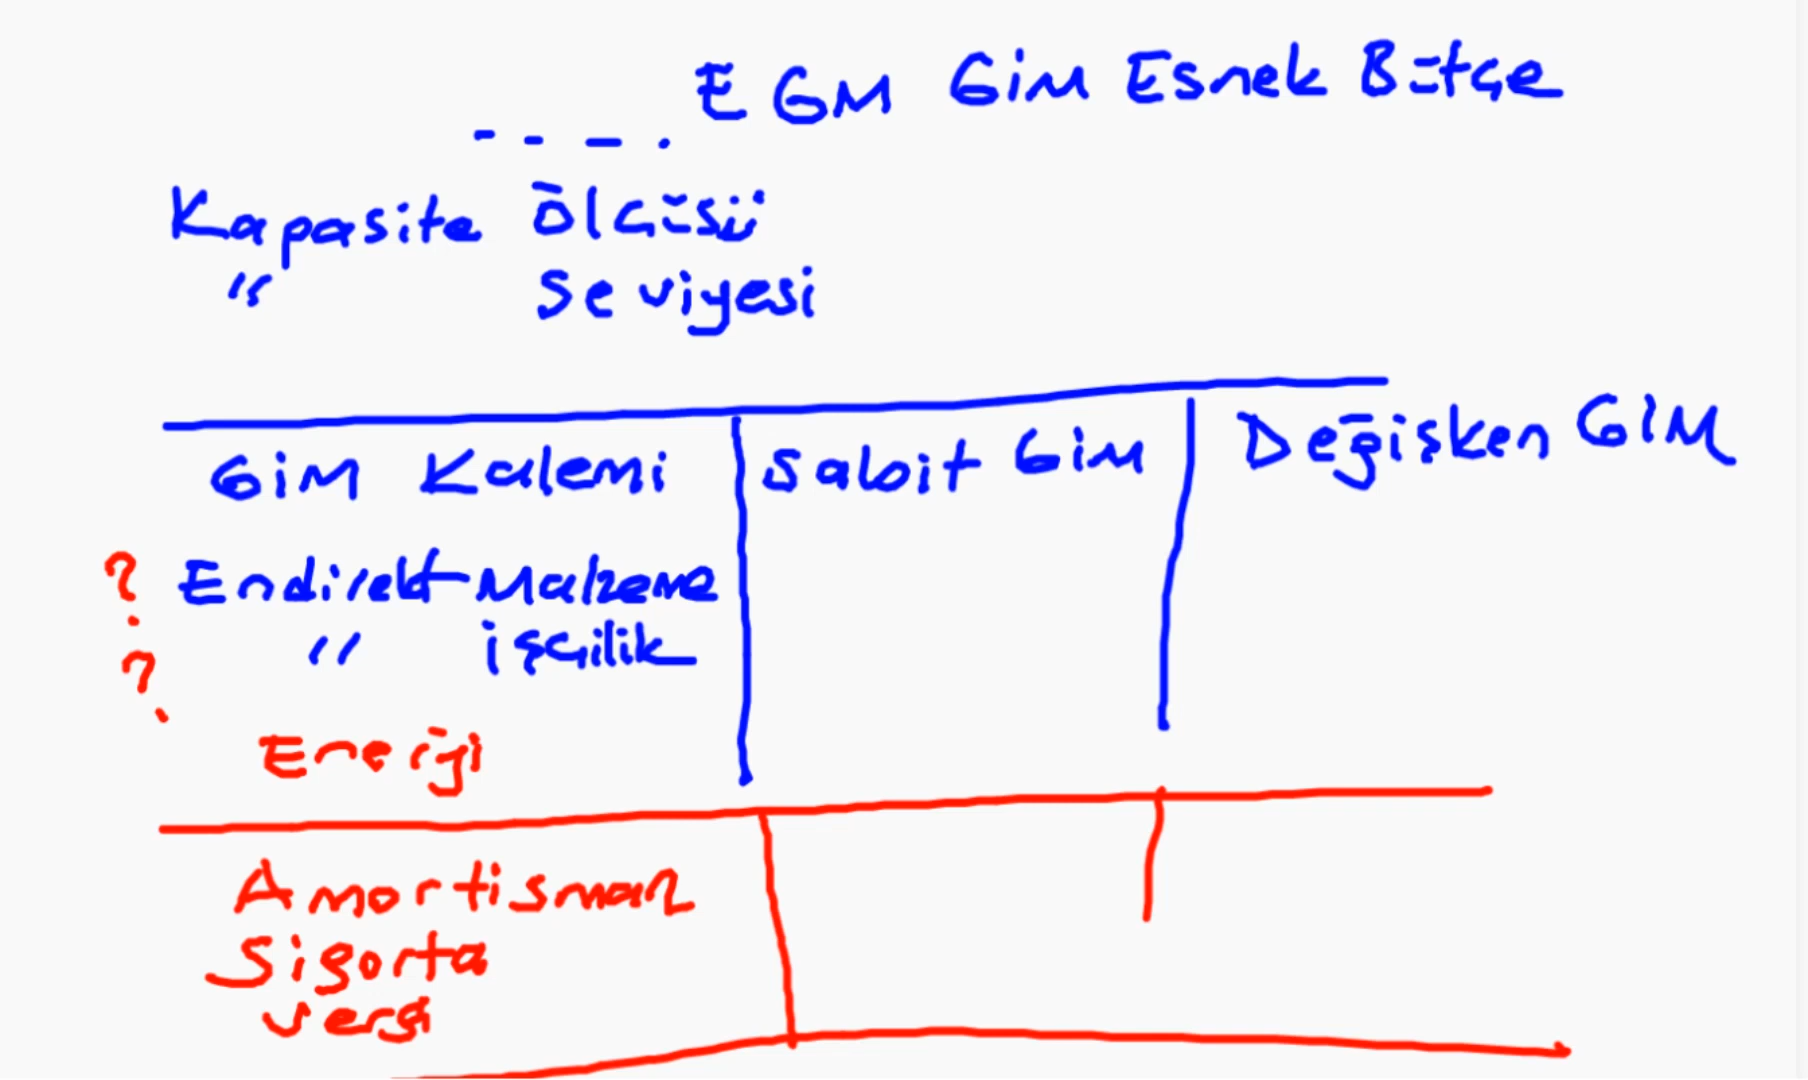 ---. EGM GİM Esnek Bütçe
Kapasite Ölçüsü
" Seviyesi
GİM Kalemi Sabit GİM Değişken GİM
? Endirekt Malzeme
? " işçilik
Enerji
Amortisman
Sigorta
Vergi